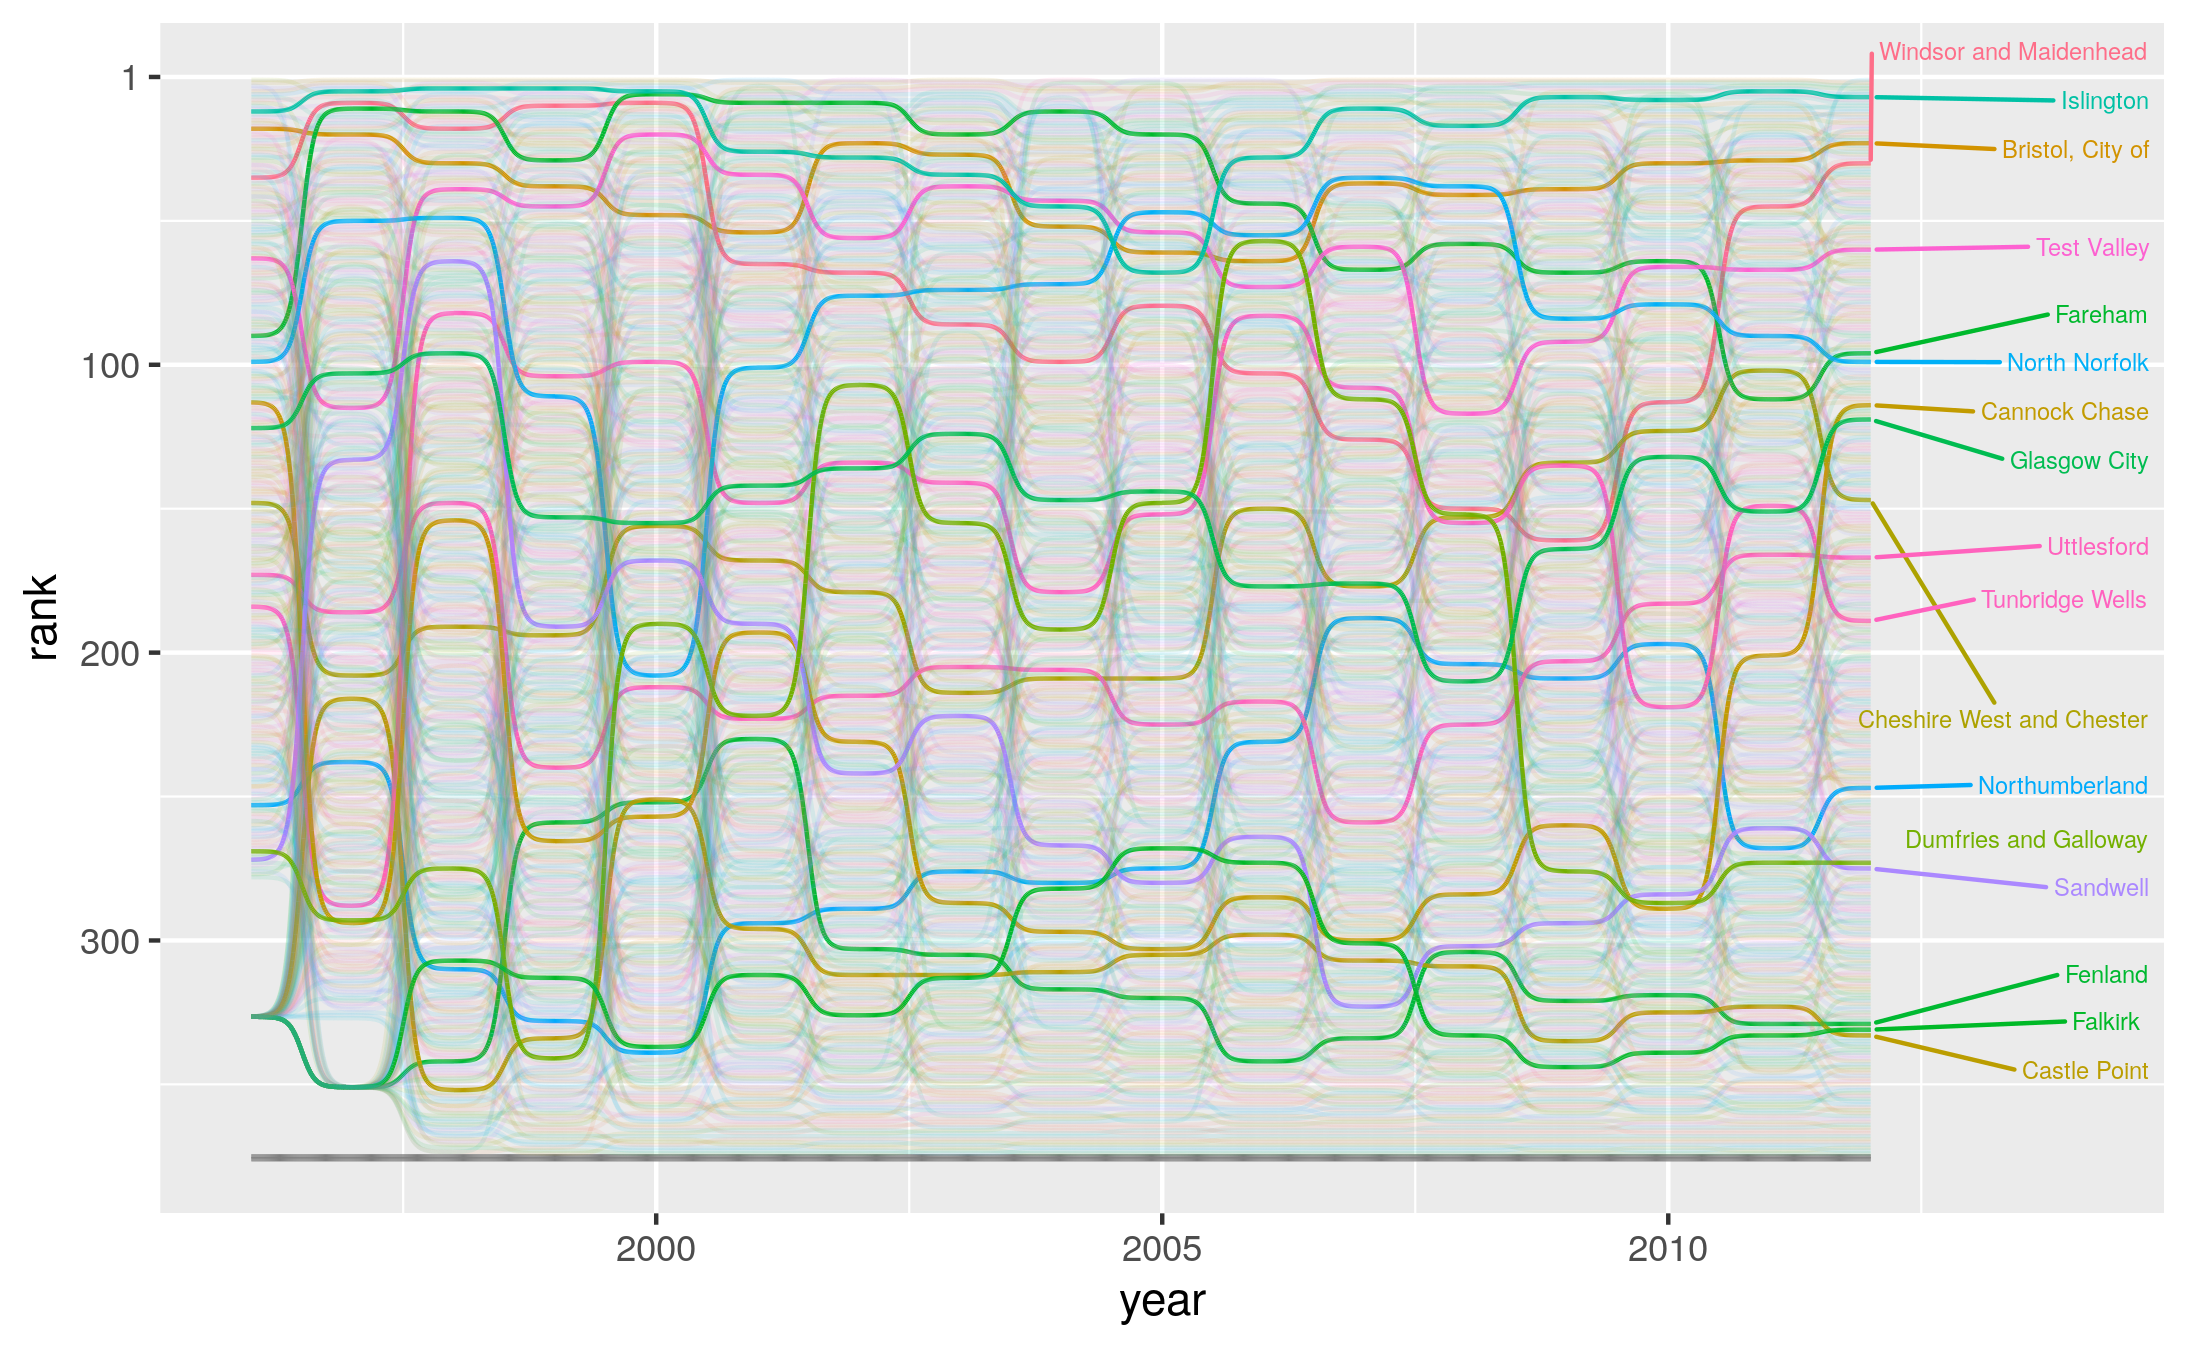 Windsor and Maidenhead
1
Islington
Bristol, City of
Test Valley
Fareham
100
North Norfolk
Cannock Chase
Glasgow City
Uttlesford
rank
Tunbridge Wells
200
Cheshire West and Chester
Northumberland
Dumfries and Galloway
Sandwell
300
Fenland
Falkirk
Castle Point
2000 2005 2010
year